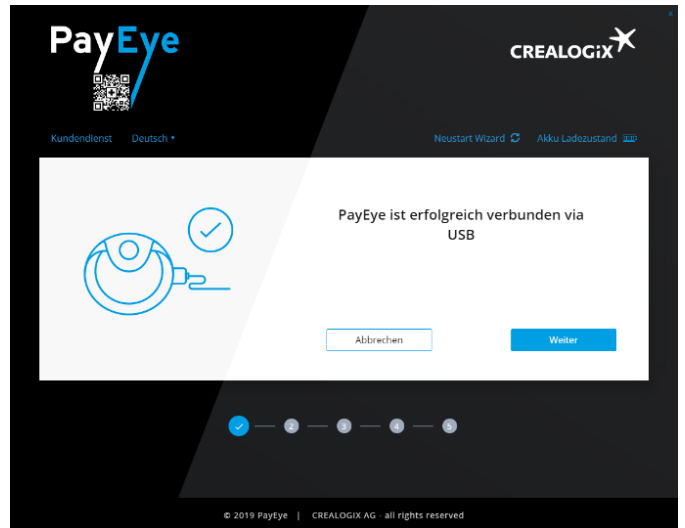 PayEye
CREALOGIX
Kundendienst Deutsch
Neustart Wizard Akku Ladezustand
PayEye ist erfolgreich verbunden via
USB
Abbrechen Weiter
2 3 4 5
© 2019 PayEye | CREALOGIX AG - all rights reserved